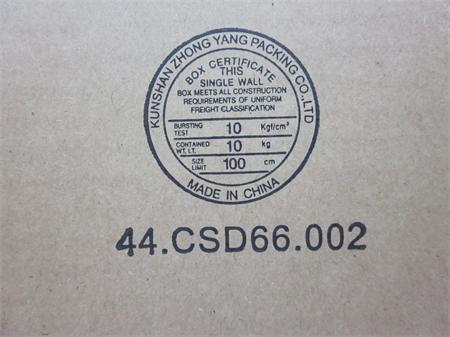 KUNSHAN ZHONG YANG PACKING CO.,LTD
BOX CERTIFICATE
THIS
SINGLE WALL
BOX MEETS ALL CONSTRUCTION
REQUIREMENTS OF UNIFORM
FREIGHT CLASSIFICATION
BURSTING TEST 10 Kgf/cm²
CONTAINED WT. LT. 10 kg
SIZE LIMIT 100 cm
MADE IN CHINA
44.CSD66.002